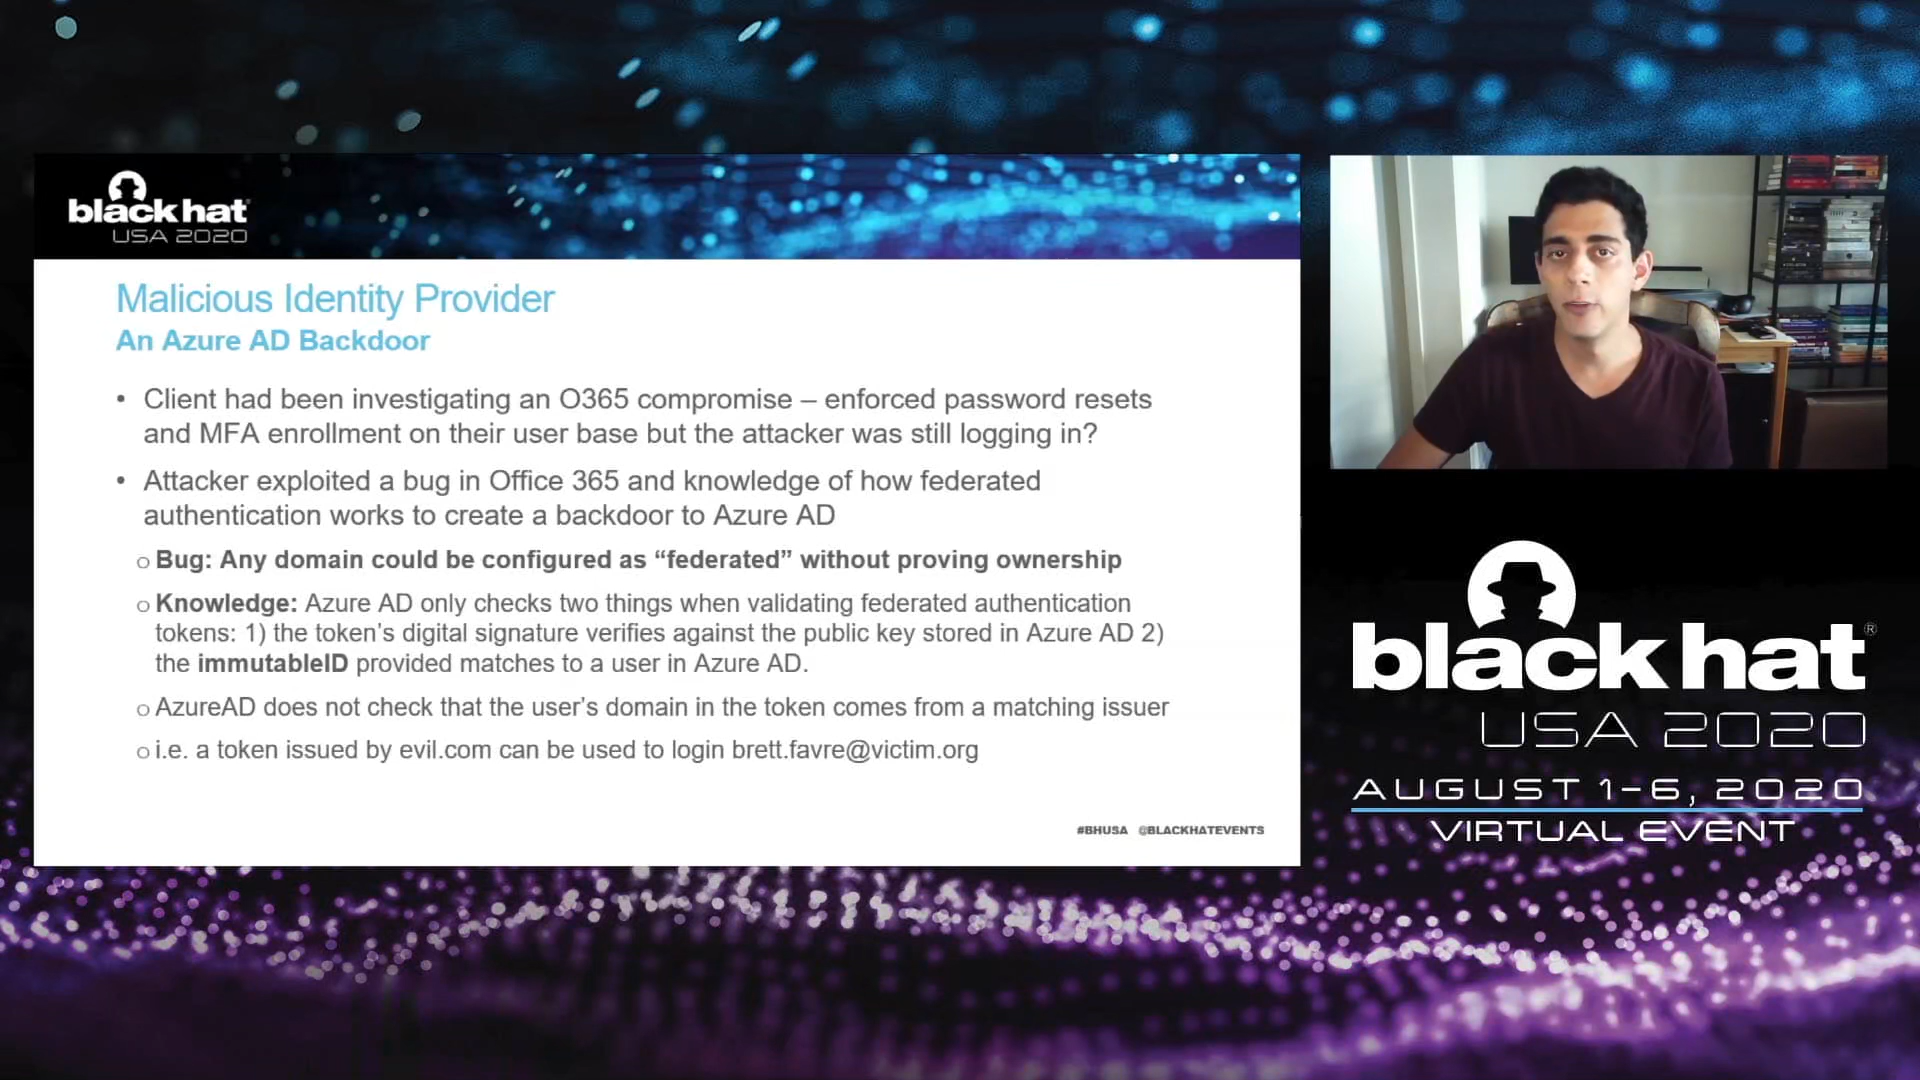 black hat
USA 2020
Malicious Identity Provider
An Azure AD Backdoor
• Client had been investigating an O365 compromise – enforced password resets
and MFA enrollment on their user base but the attacker was still logging in?
• Attacker exploited a bug in Office 365 and knowledge of how federated
authentication works to create a backdoor to Azure AD
o Bug: Any domain could be configured as “federated” without proving ownership
o Knowledge: Azure AD only checks two things when validating federated authentication
tokens: 1) the token’s digital signature verifies against the public key stored in Azure AD 2)
the immutableID provided matches to a user in Azure AD.
o AzureAD does not check that the user’s domain in the token comes from a matching issuer
o i.e. a token issued by evil.com can be used to login brett.favre@victim.org
#BHUSA @BLACKHATEVENTS
black hat®
USA 2020
AUGUST 1-6, 2020
VIRTUAL EVENT